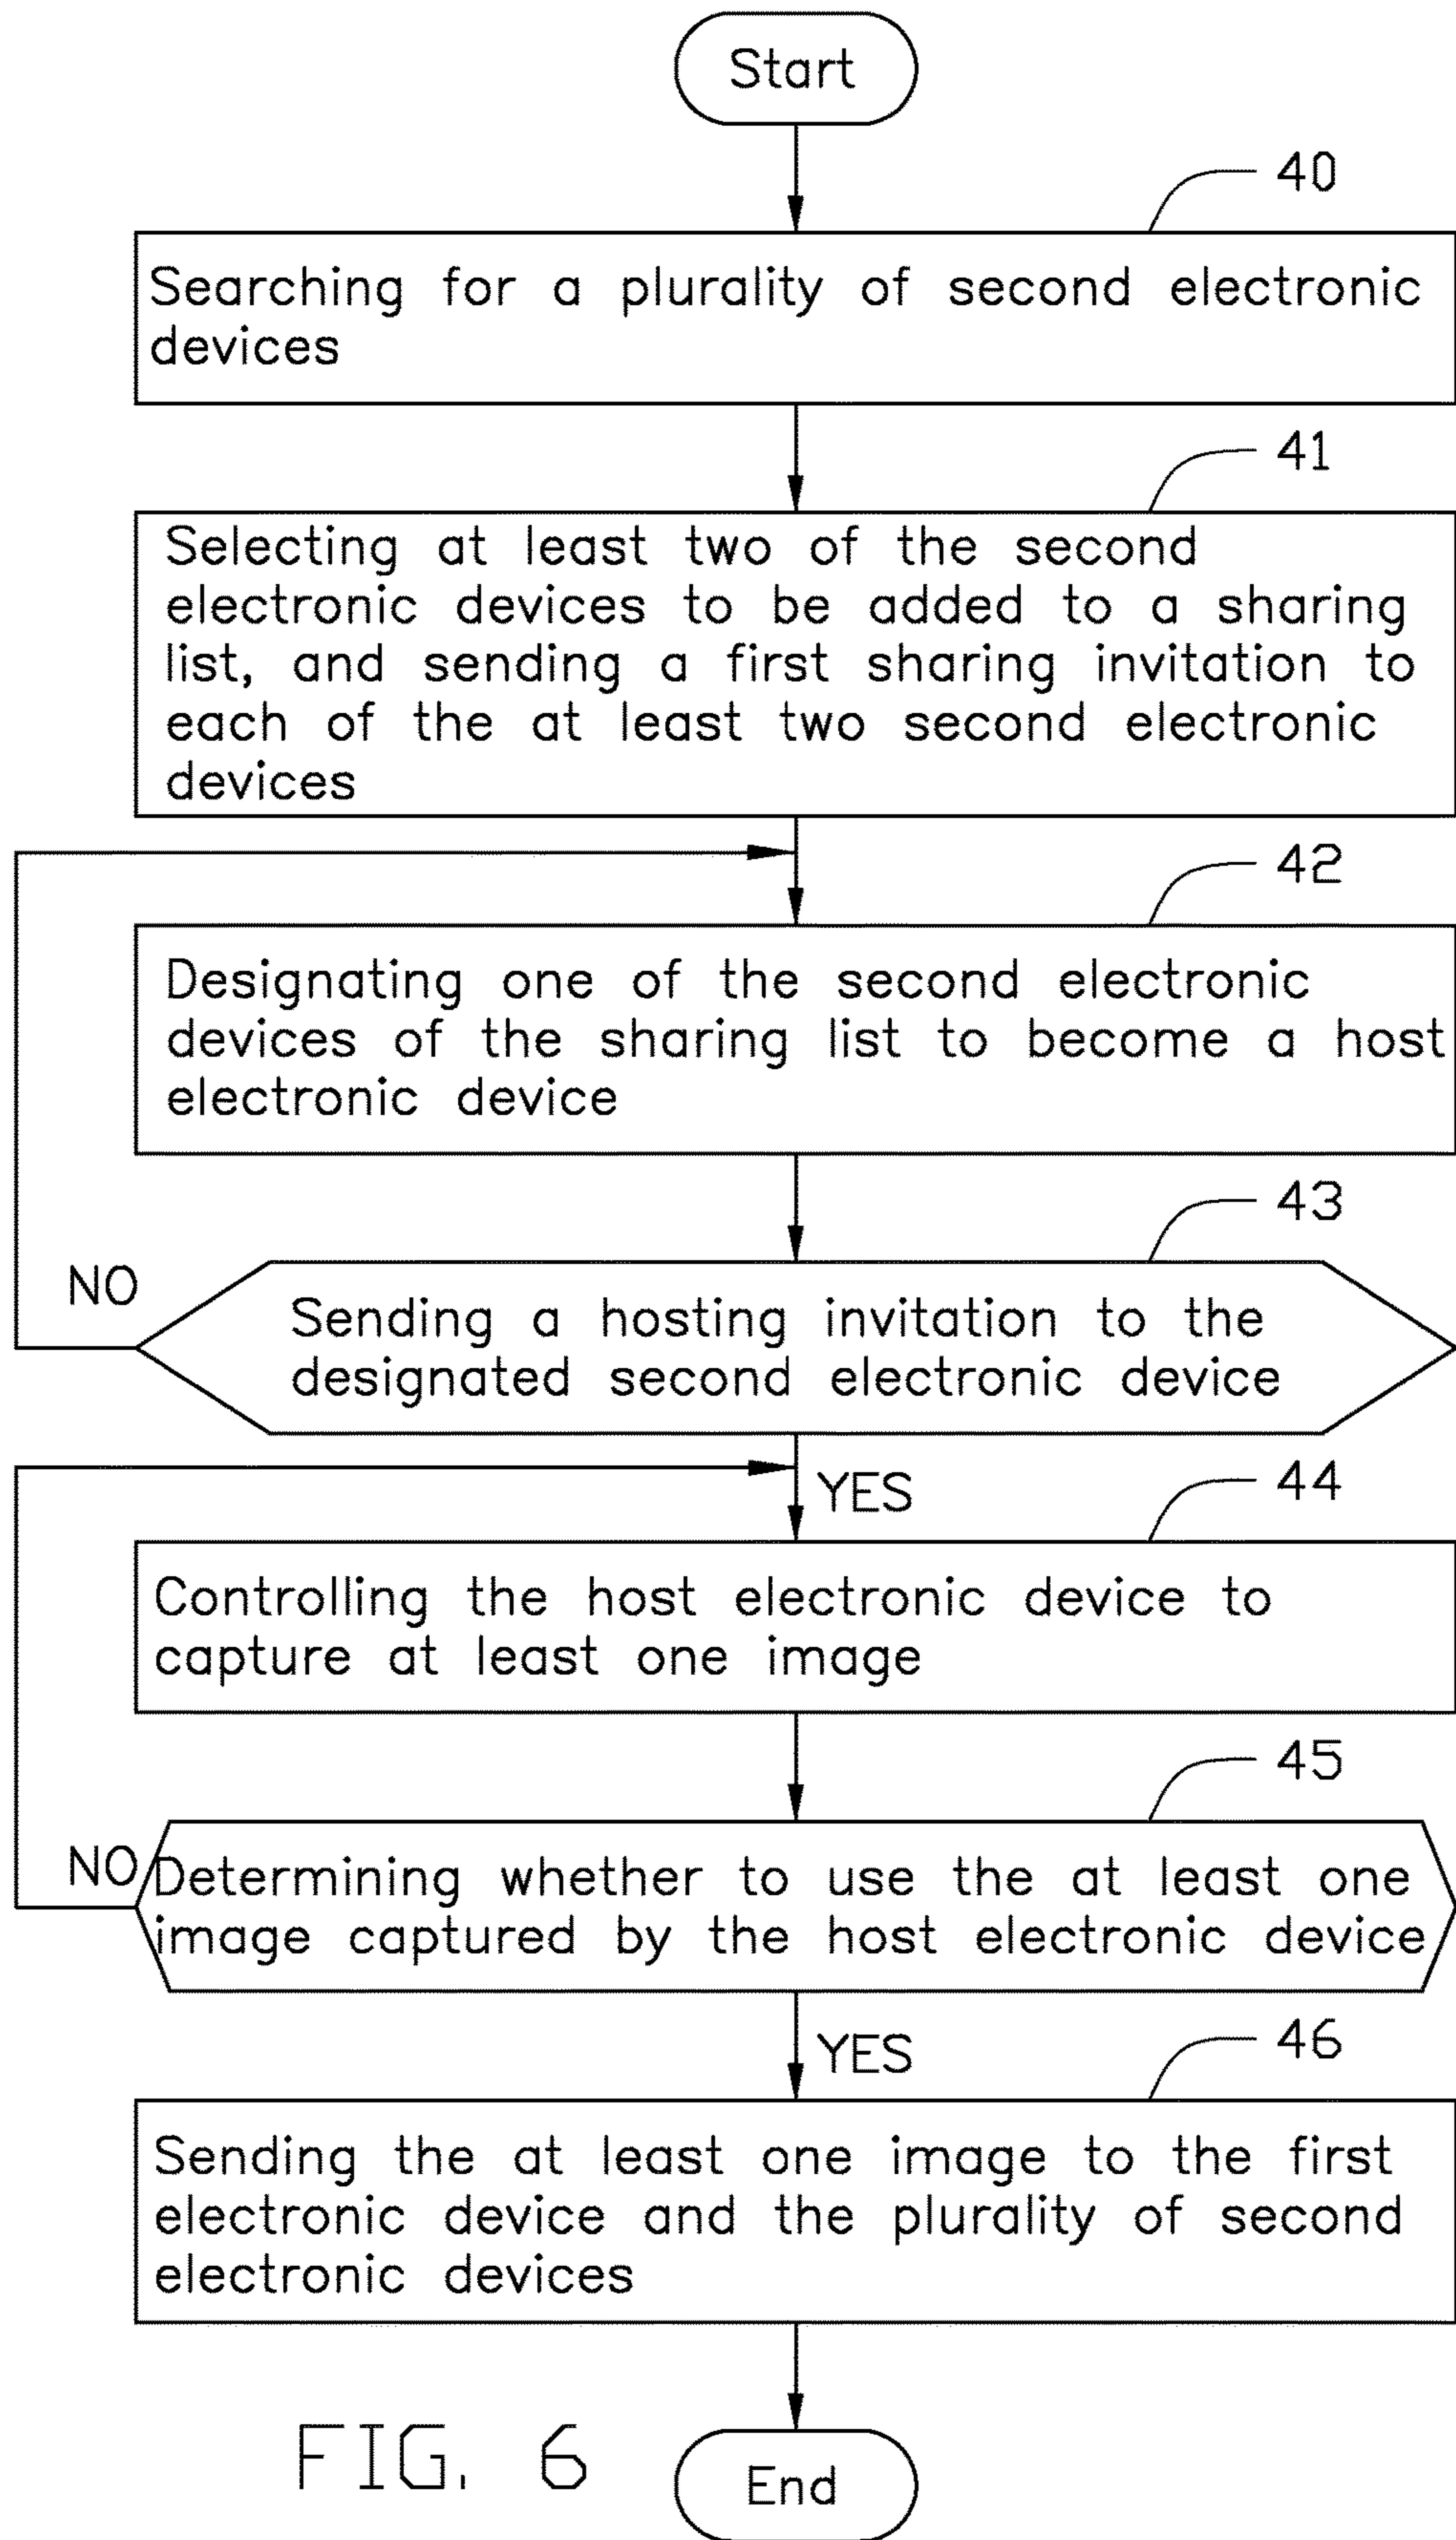 Start
40
Searching for a plurality of second electronic
devices
41
Selecting at least two of the second
electronic devices to be added to a sharing
list, and sending a first sharing invitation to
each of the at least two second electronic
devices
42
Designating one of the second electronic
devices of the sharing list to become a host
electronic device
43
NO
Sending a hosting invitation to the
designated second electronic device
YES
44
Controlling the host electronic device to
capture at least one image
45
NO
Determining whether to use the at least one
image captured by the host electronic device
YES
46
Sending the at least one image to the first
electronic device and the plurality of second
electronic devices
End
FIG. 6